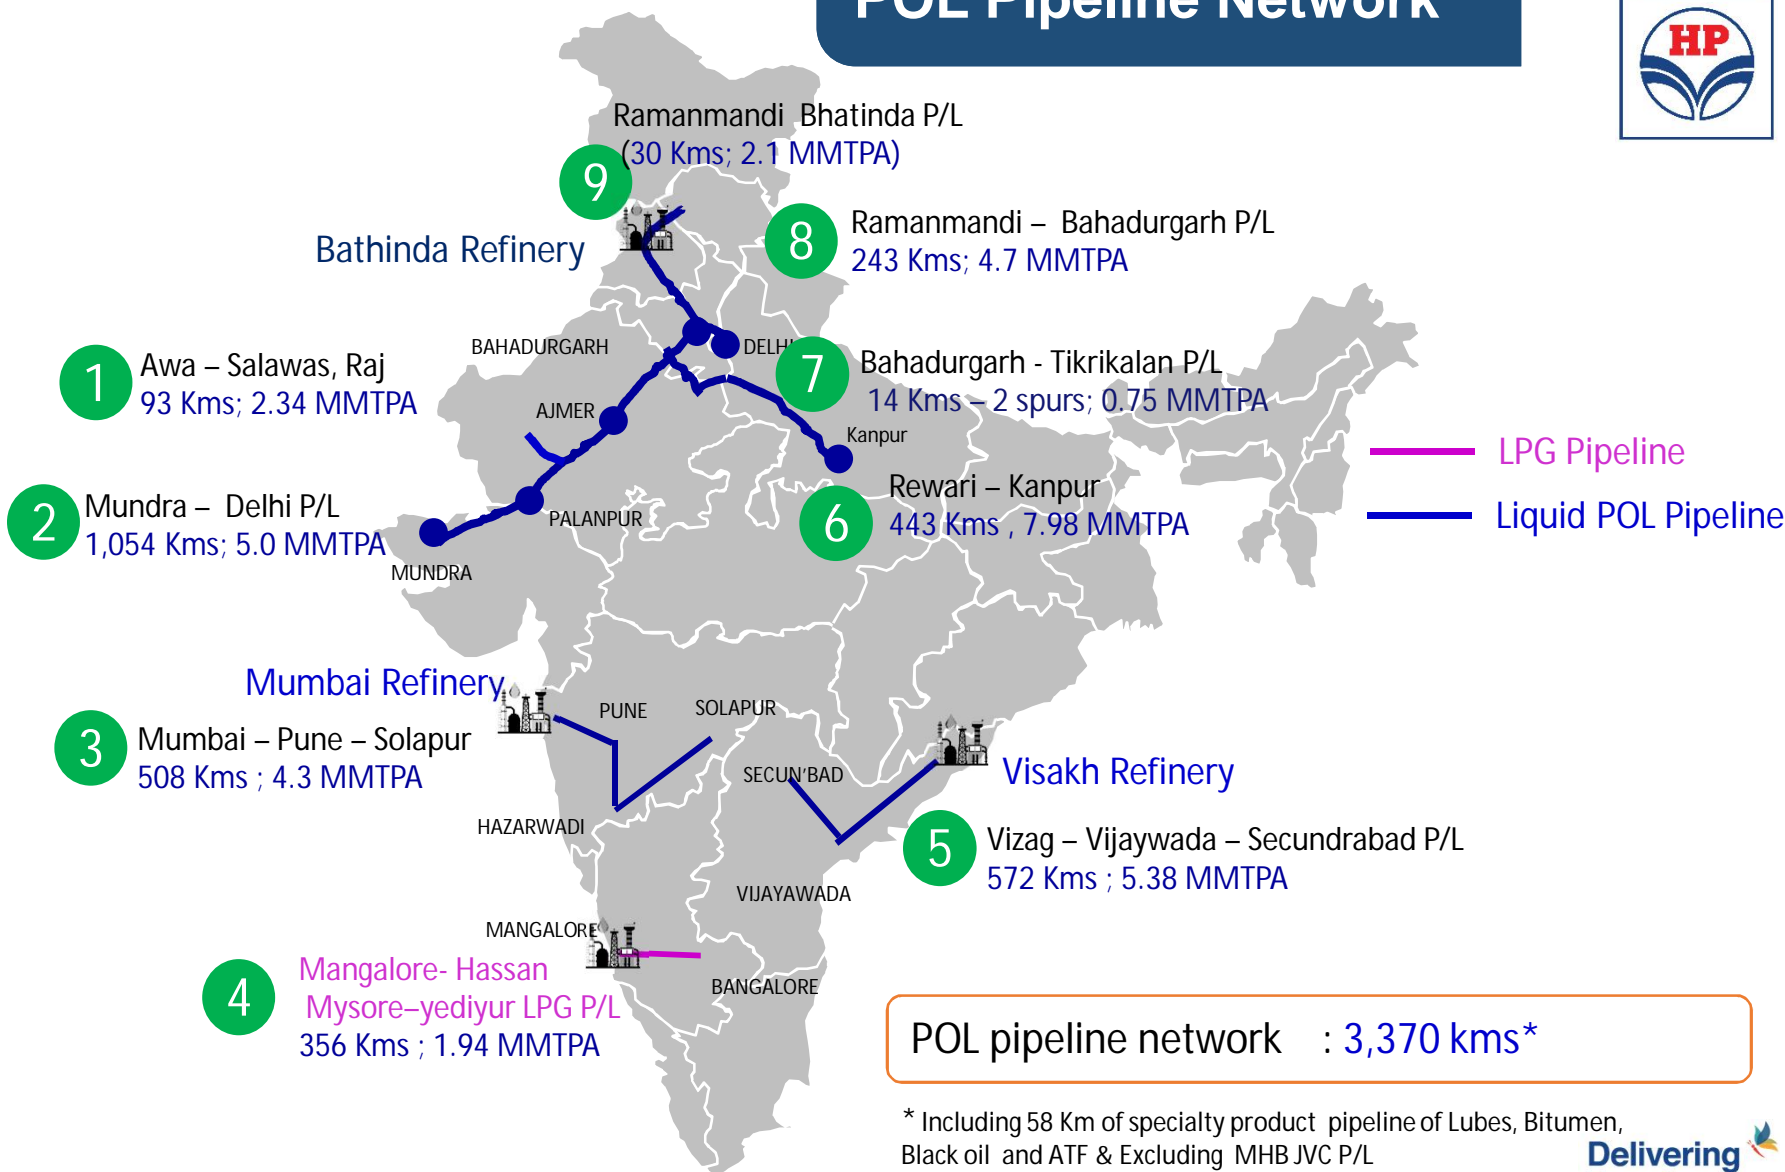 POL Pipeline Network
HP
Ramanmandi Bhatinda P/L
(30 Kms; 2.1 MMTPA)
9
8
Ramanmandi – Bahadurgarh P/L
243 Kms; 4.7 MMTPA
Bathinda Refinery
BAHADURGARH
DELHI
1
Awa – Salawas, Raj
93 Kms; 2.34 MMTPA
7
Bahadurgarh - Tikrikalan P/L
14 Kms – 2 spurs; 0.75 MMTPA
AJMER
Kanpur
LPG Pipeline
Liquid POL Pipeline
2
Mundra – Delhi P/L
1,054 Kms; 5.0 MMTPA
PALANPUR
MUNDRA
6
Rewari – Kanpur
443 Kms , 7.98 MMTPA
Mumbai Refinery
PUNE
SOLAPUR
3
Mumbai – Pune – Solapur
508 Kms ; 4.3 MMTPA
SECUN'BAD
Visakh Refinery
HAZARWADI
5
Vizag – Vijaywada – Secundrabad P/L
572 Kms ; 5.38 MMTPA
VIJAYAWADA
MANGALORE
BANGALORE
4
Mangalore- Hassan
Mysore–yediyur LPG P/L
356 Kms ; 1.94 MMTPA
POL pipeline network : 3,370 kms*
* Including 58 Km of specialty product pipeline of Lubes, Bitumen,
Black oil and ATF & Excluding MHB JVC P/L
Delivering